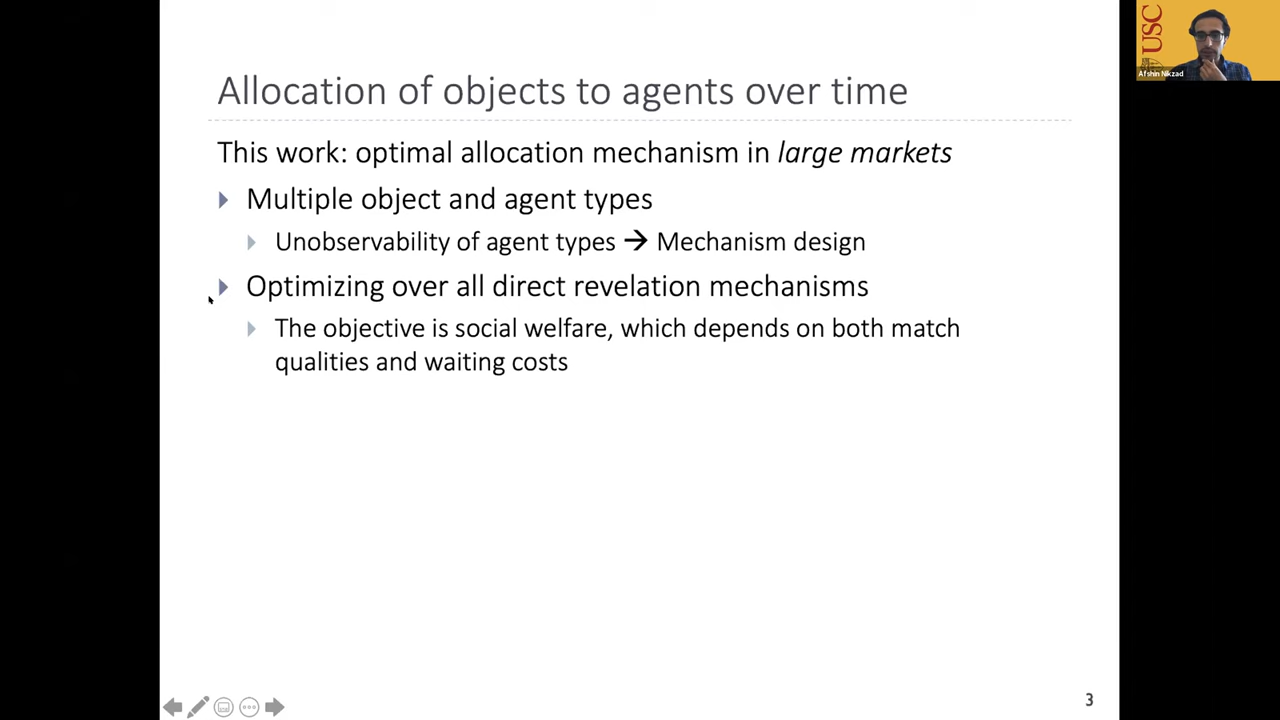 USC
Afshin Nikzad
Allocation of objects to agents over time
This work: optimal allocation mechanism in large markets
Multiple object and agent types
Unobservability of agent types → Mechanism design
Optimizing over all direct revelation mechanisms
The objective is social welfare, which depends on both match
qualities and waiting costs
3